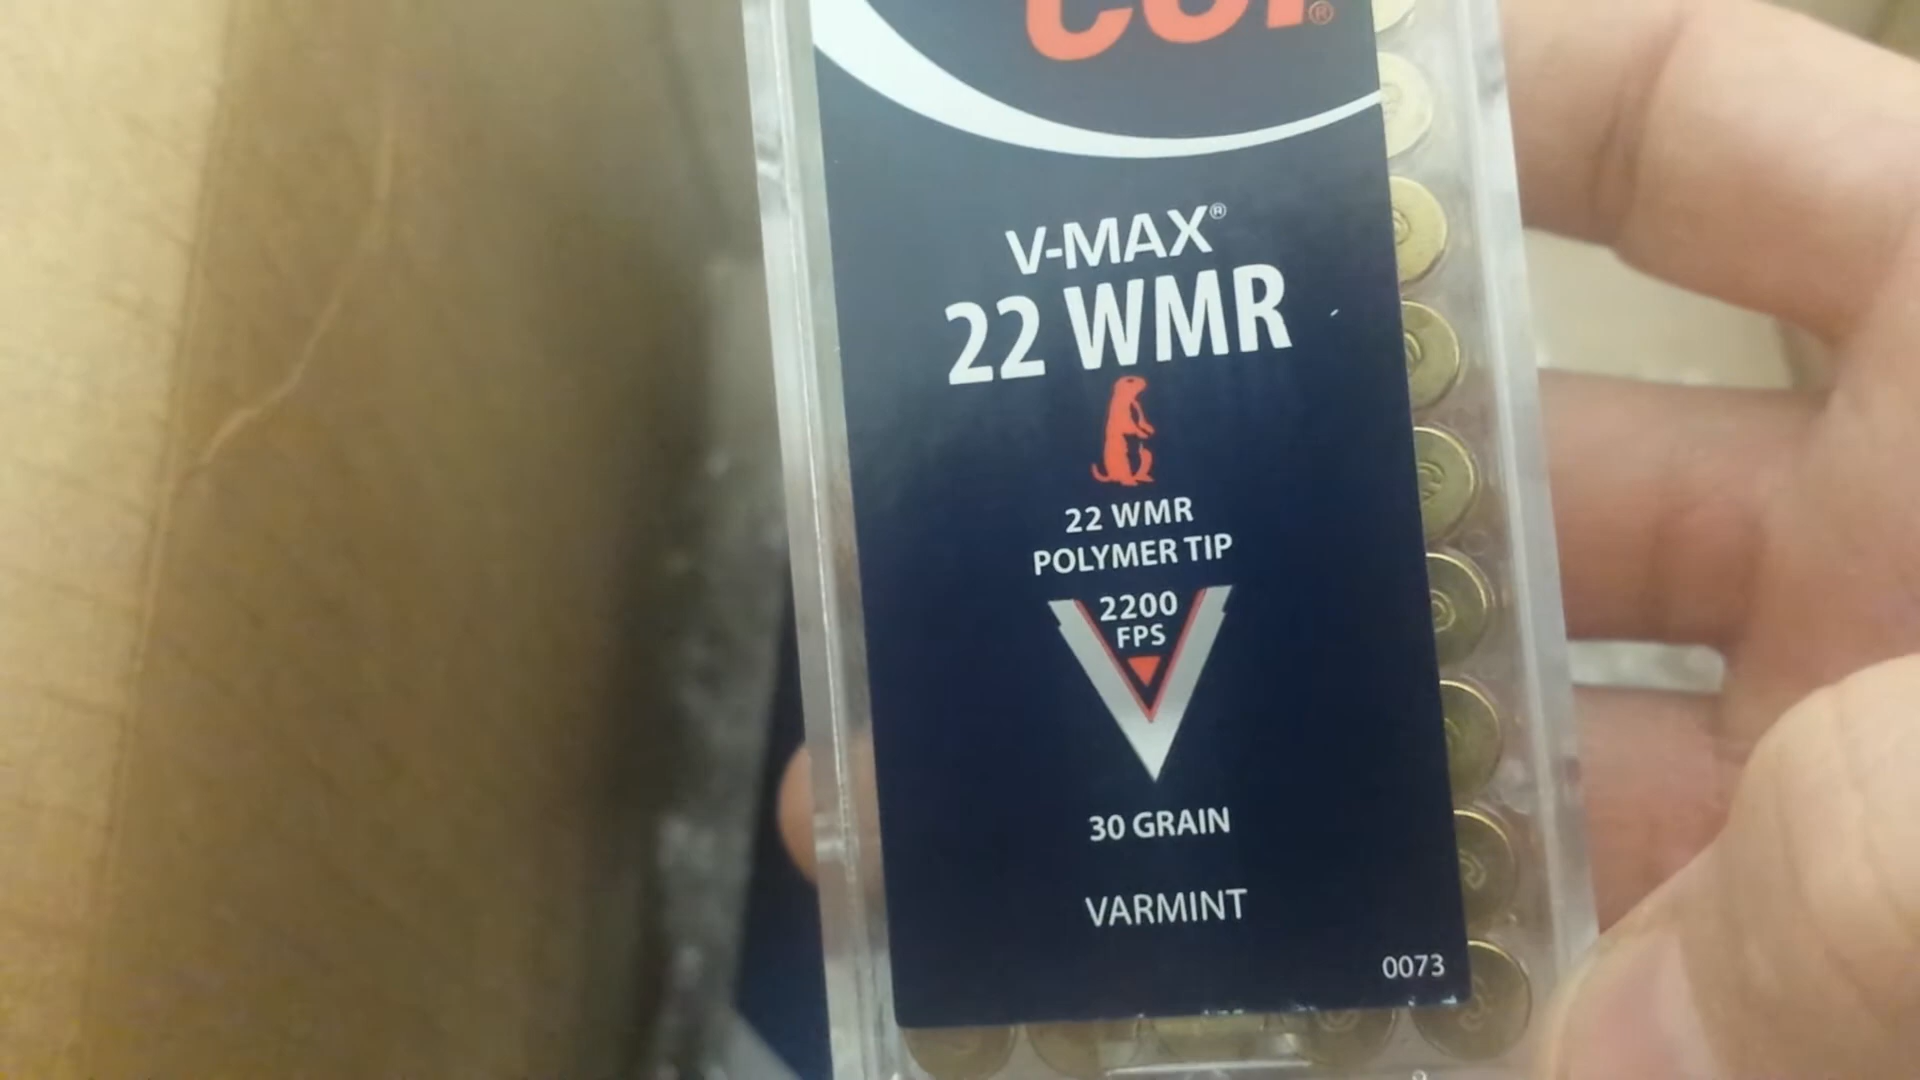 CCI®
V-MAX®
22 WMR
22 WMR
POLYMER TIP
2200
FPS
30 GRAIN
VARMINT
0073